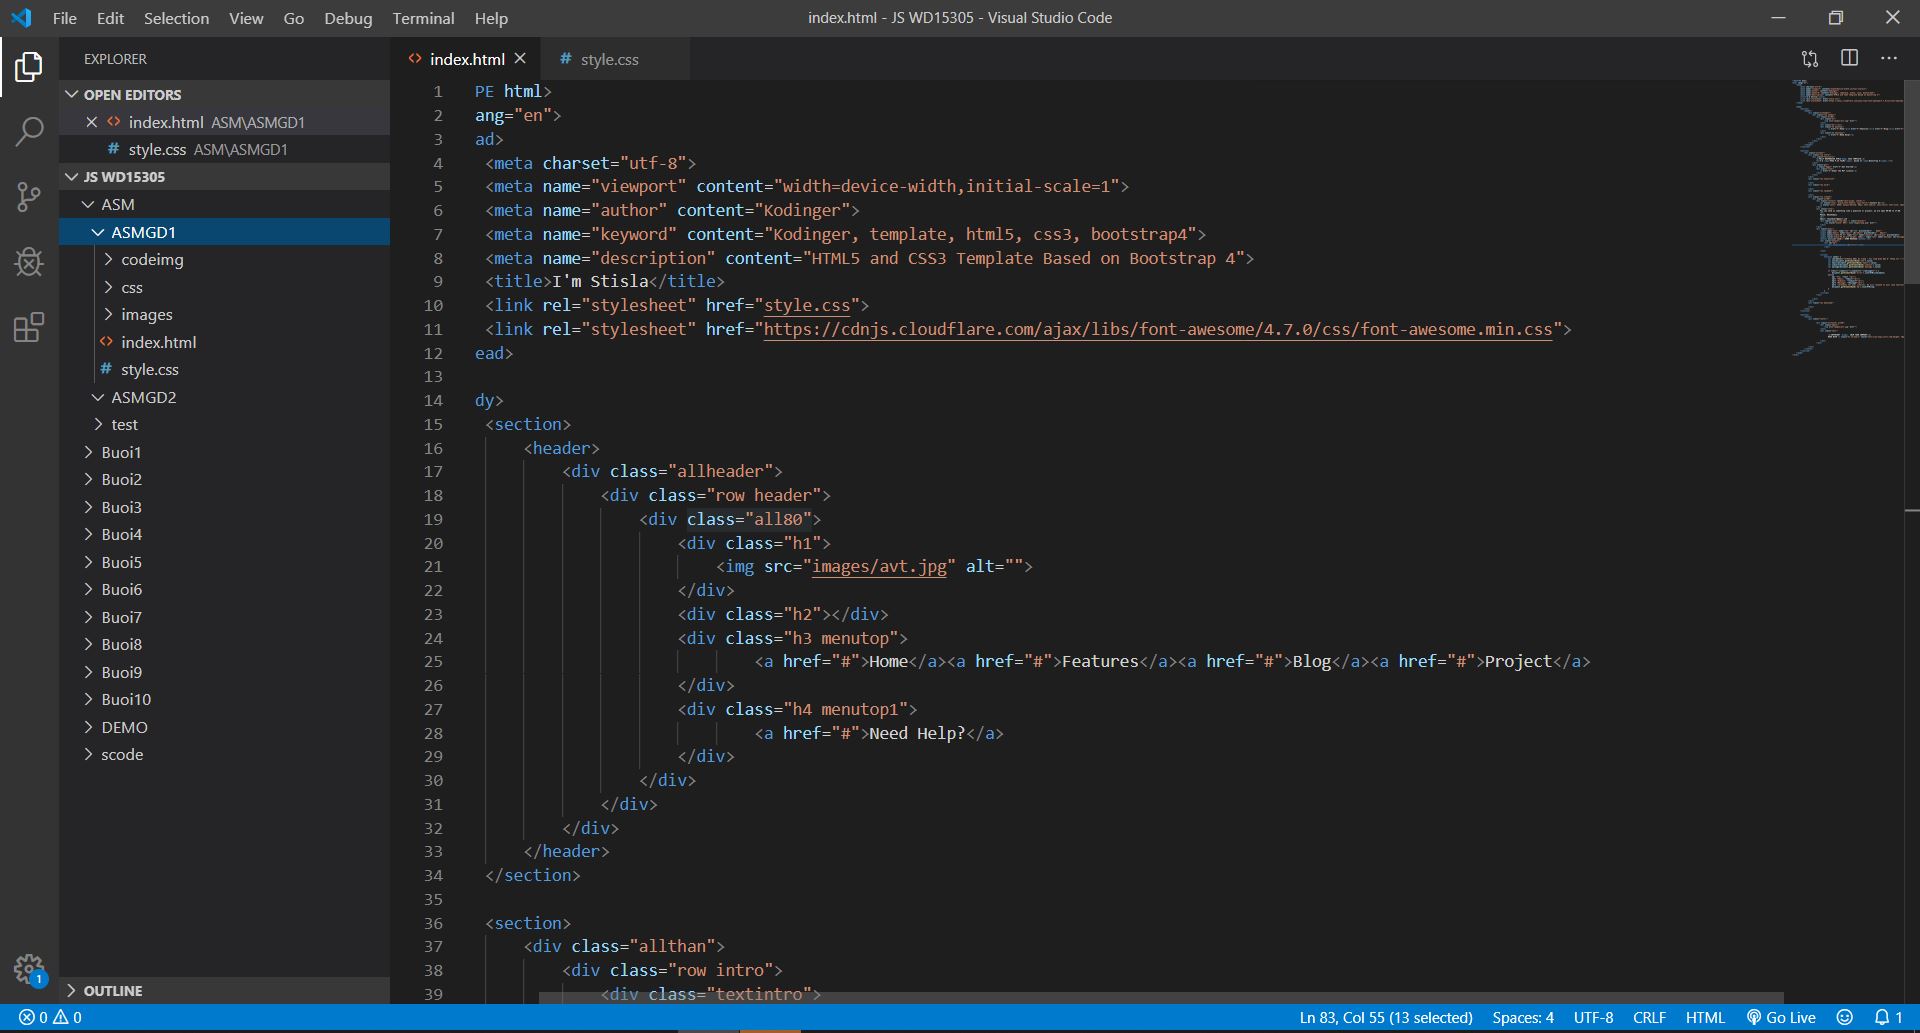 File Edit Selection View Go Debug Terminal Help
index.html - JS WD15305 - Visual Studio Code
EXPLORER
OPEN EDITORS
index.html ASM\ASMGD1
style.css ASM\ASMGD1
JS WD15305
ASM
ASMGD1
codeimg
css
images
index.html
style.css
ASMGD2
test
Buoi1
Buoi2
Buoi3
Buoi4
Buoi5
Buoi6
Buoi7
Buoi8
Buoi9
Buoi10
DEMO
scode
OUTLINE
1
index.html
style.css
1 PE html>
2 ang="en">
3 ad>
4 <meta charset="utf-8">
5 <meta name="viewport" content="width=device-width,initial-scale=1">
6 <meta name="author" content="Kodinger">
7 <meta name="keyword" content="Kodinger, template, html5, css3, bootstrap4">
8 <meta name="description" content="HTML5 and CSS3 Template Based on Bootstrap 4">
9 <title>I'm Stisla</title>
10 <link rel="stylesheet" href="style.css">
11 <link rel="stylesheet" href="https://cdnjs.cloudflare.com/ajax/libs/font-awesome/4.7.0/css/font-awesome.min.css">
12 ead>
13
14 dy>
15 <section>
16 <header>
17 <div class="allheader">
18 <div class="row header">
19 <div class="all80">
20 <div class="h1">
21 <img src="images/avt.jpg" alt="">
22 </div>
23 <div class="h2"></div>
24 <div class="h3 menutop">
25 <a href="#">Home</a><a href="#">Features</a><a href="#">Blog</a><a href="#">Project</a>
26 </div>
27 <div class="h4 menutop1">
28 <a href="#">Need Help?</a>
29 </div>
30 </div>
31 </div>
32 </div>
33 </header>
34 </section>
35
36 <section>
37 <div class="allthan">
38 <div class="row intro">
39 <div class="textintro">
0 0
Ln 83, Col 55 (13 selected) Spaces: 4 UTF-8 CRLF HTML Go Live 1